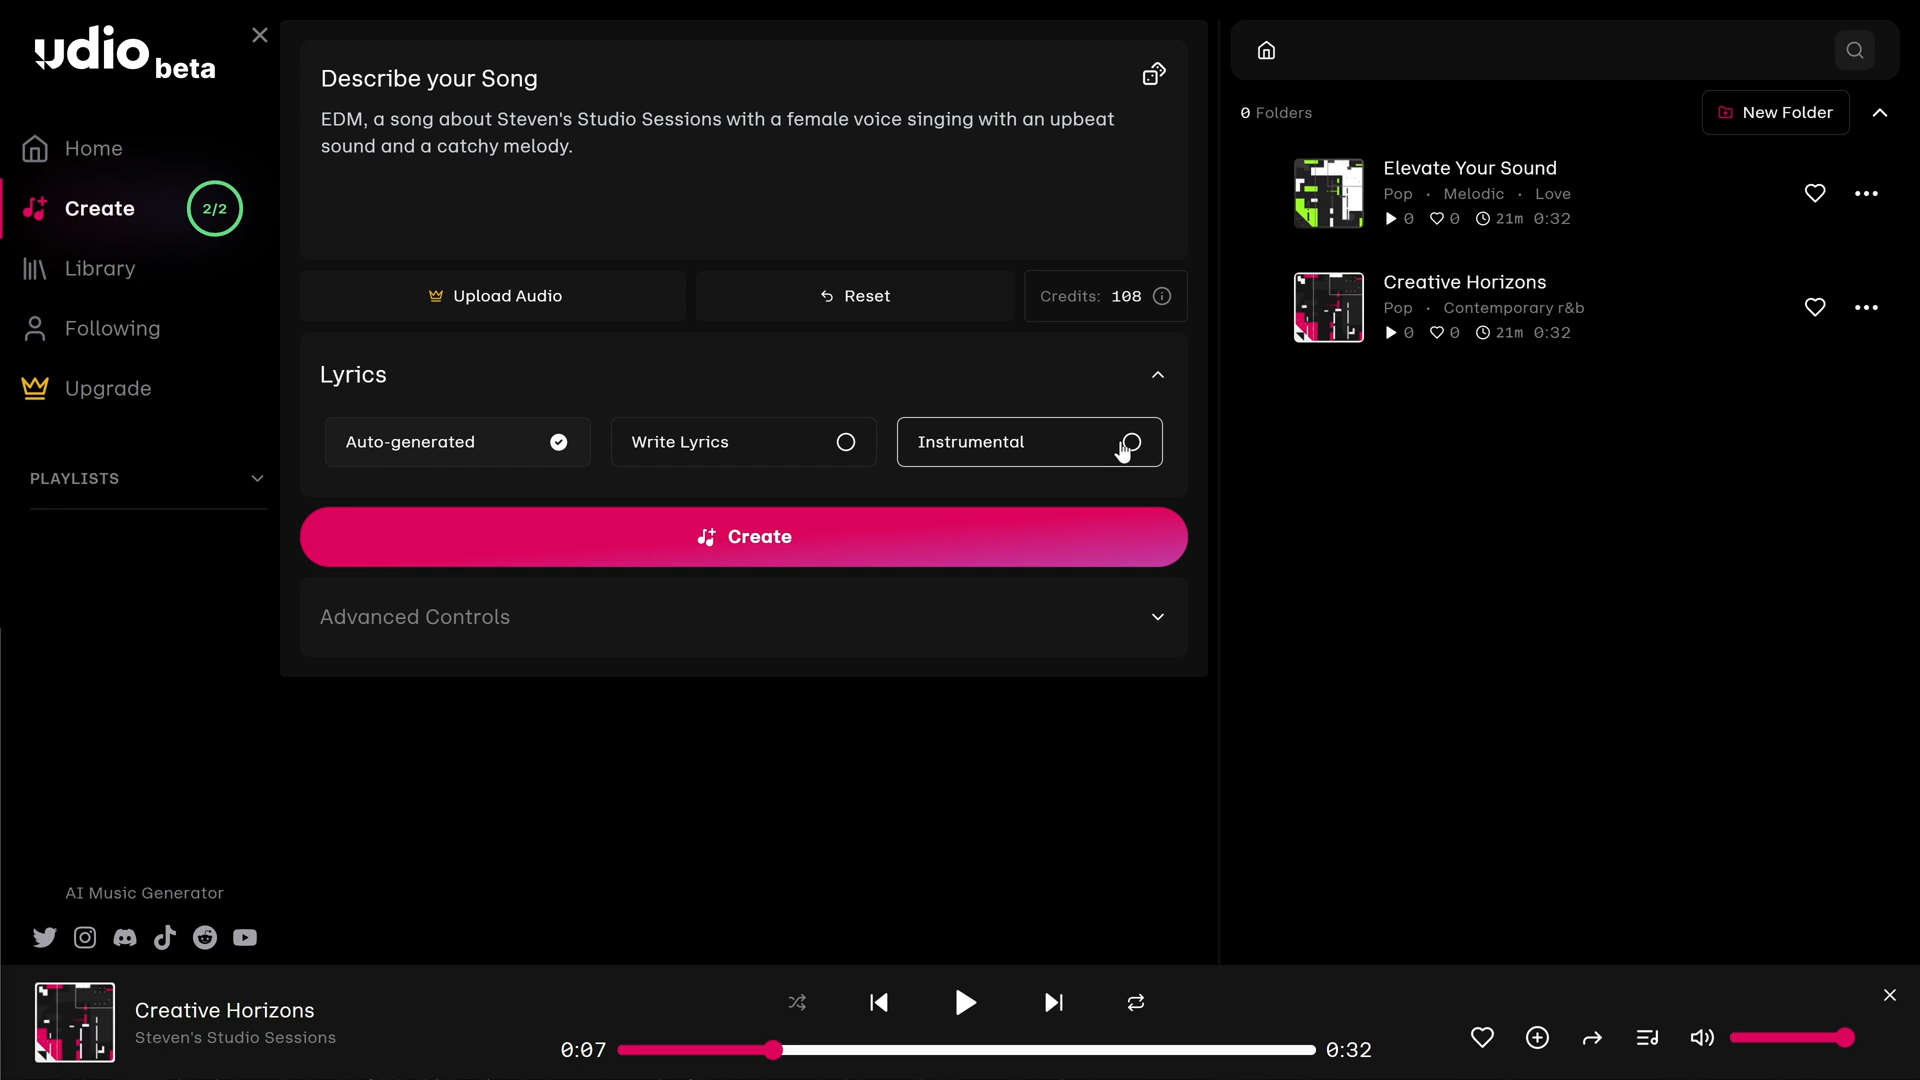 udio beta
Home
Create
2/2
Library
Following
Upgrade
PLAYLISTS
AI Music Generator
Describe your Song
EDM, a song about Steven's Studio Sessions with a female voice singing with an upbeat
sound and a catchy melody.
Upload Audio
Reset
Credits: 108
Lyrics
Auto-generated
Write Lyrics
Instrumental
Create
Advanced Controls
0 Folders
New Folder
Elevate Your Sound
Pop · Melodic · Love
0 0 21m 0:32
Creative Horizons
Pop · Contemporary r&b
0 0 21m 0:32
Creative Horizons
Steven's Studio Sessions
0:07
0:32